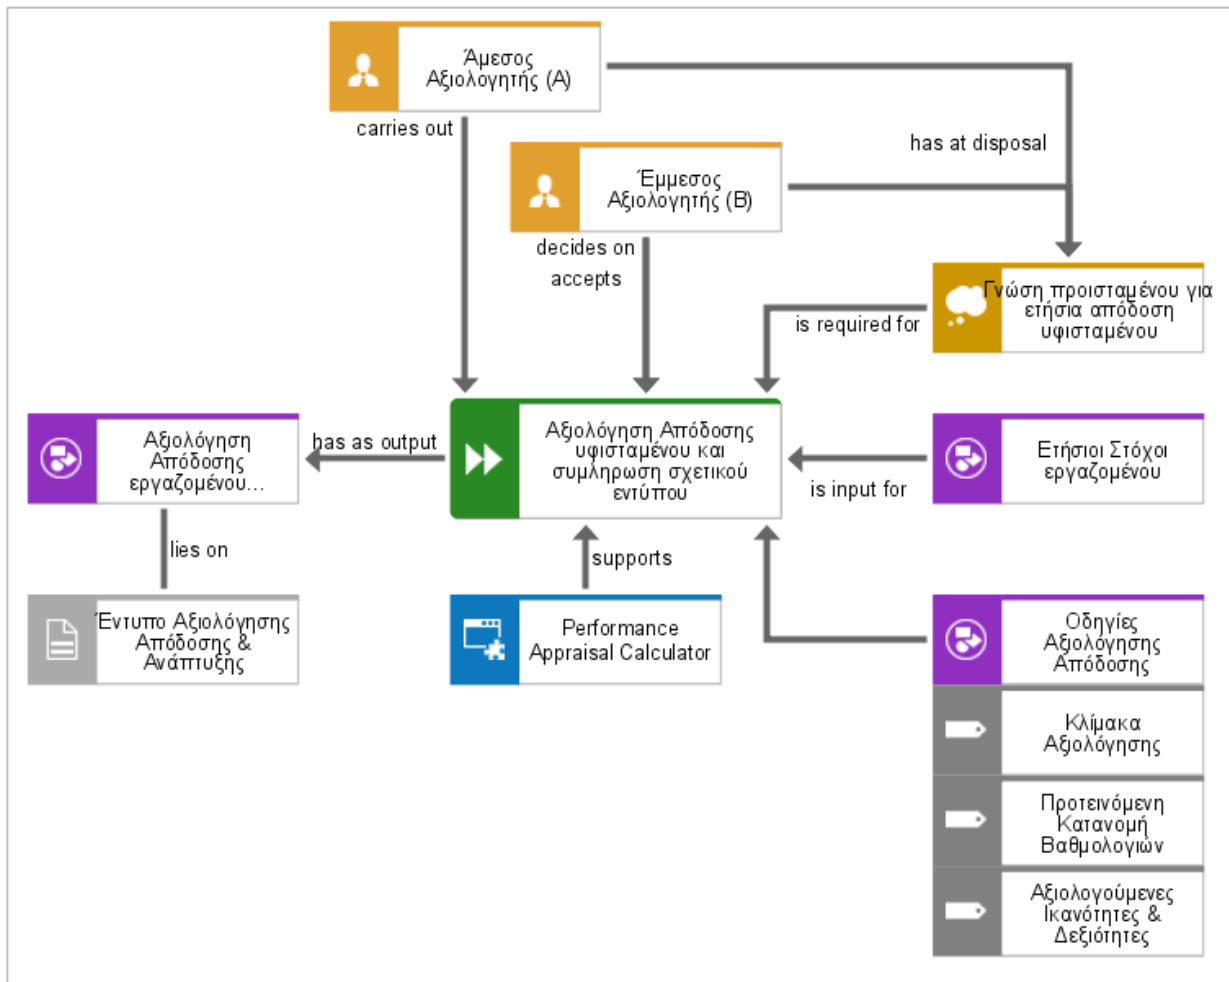 Άμεσος
Αξιολογητής (Α)
carries out
has at disposal
Έμμεσος
Αξιολογητής (Β)
decides on
accepts
Γνώση προισταμένου για
ετήσια απόδοση
υφισταμένου
is required for
Αξιολόγηση
Απόδοσης
εργαζομένου...
has as output
Αξιολόγηση Απόδοσης
υφισταμένου και
συμληρωση σχετικού
εντύπου
Ετήσιοι Στόχοι
εργαζομένου
is input for
lies on
supports
Έντυπο Αξιολόγησης
Απόδοσης &
Ανάπτυξης
Performance
Appraisal Calculator
Οδηγίες
Αξιολόγησης
Απόδοσης
Κλίμακα
Αξιολόγησης
Προτεινόμενη
Κατανομή
Βαθμολογιών
Αξιολογούμενες
Ικανότητες &
Δεξιότητες